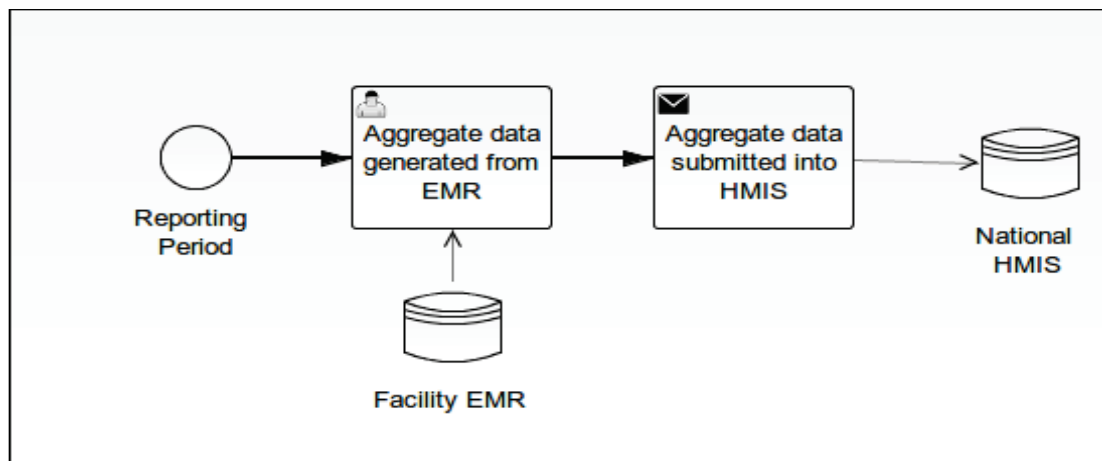 Reporting
Period
Aggregate data
generated from
EMR
Aggregate data
submitted into
HMIS
National
HMIS
Facility EMR